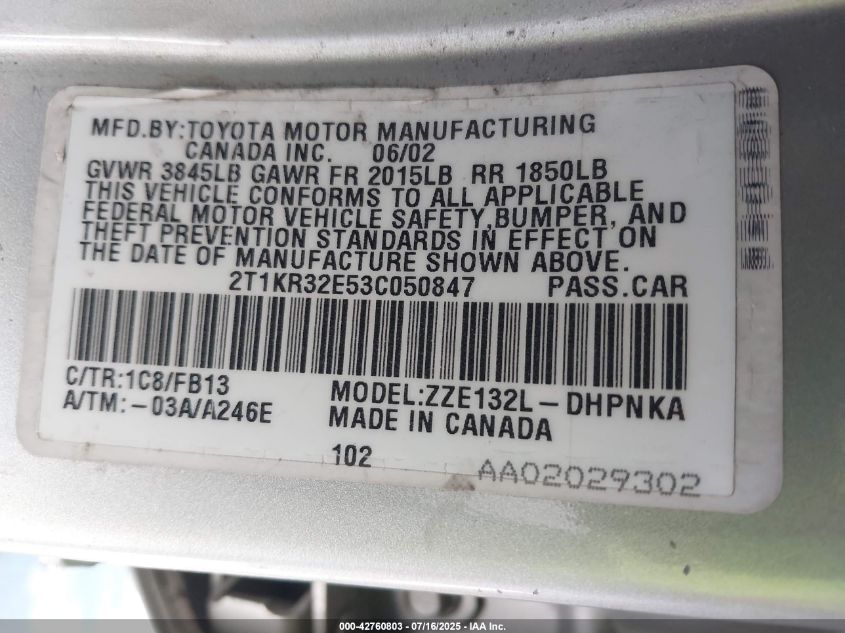 MFD.BY:TOYOTA MOTOR MANUFACTURING
CANADA INC. 06/02
GVWR 3845LB GAWR FR 2015LB RR 1850LB
THIS VEHICLE CONFORMS TO ALL APPLICABLE
FEDERAL MOTOR VEHICLE SAFETY,BUMPER, AND
THEFT PREVENTION STANDARDS IN EFFECT ON
THE DATE OF MANUFACTURE SHOWN ABOVE.
2T1KR32E53C050847 PASS.CAR
C/TR:1C8/FB13 MODEL:ZZE132L-DHPNKA
A/TM:-03A/A246E MADE IN CANADA
102
AA02029302
000-42760803 - 07/16/2025 - IAA Inc.